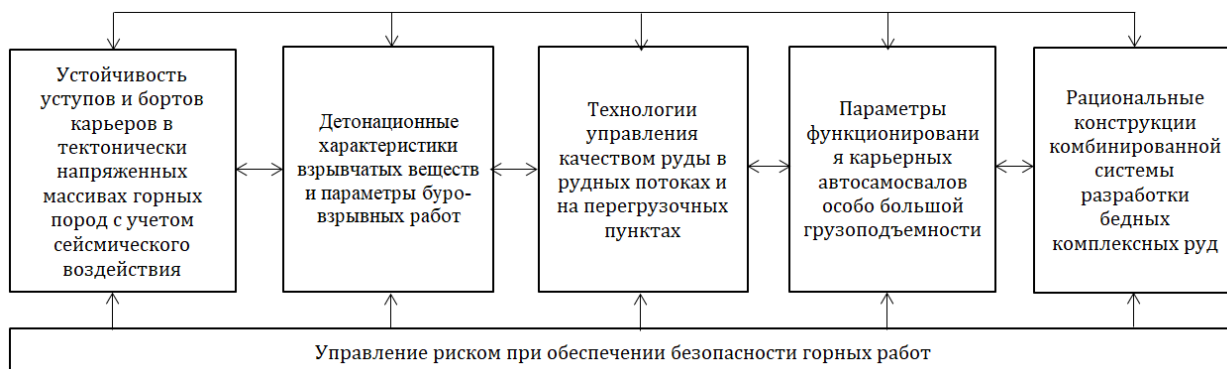 Устойчивость
уступов и бортов
карьеров в
тектонически
напряженных
массивах горных
пород с учетом
сейсмического
воздействия
Детонационные
характеристики
взрывчатых веществ
и параметры буро-
взрывных работ
Технологии
управления
качеством руды в
рудных потоках и
на перегрузочных
пунктах
Параметры
функционировани
я карьерных
автосамосвалов
особо большой
грузоподъемности
Рациональные
конструкции
комбинированной
системы
разработки
бедных
комплексных руд
Управление риском при обеспечении безопасности горных работ